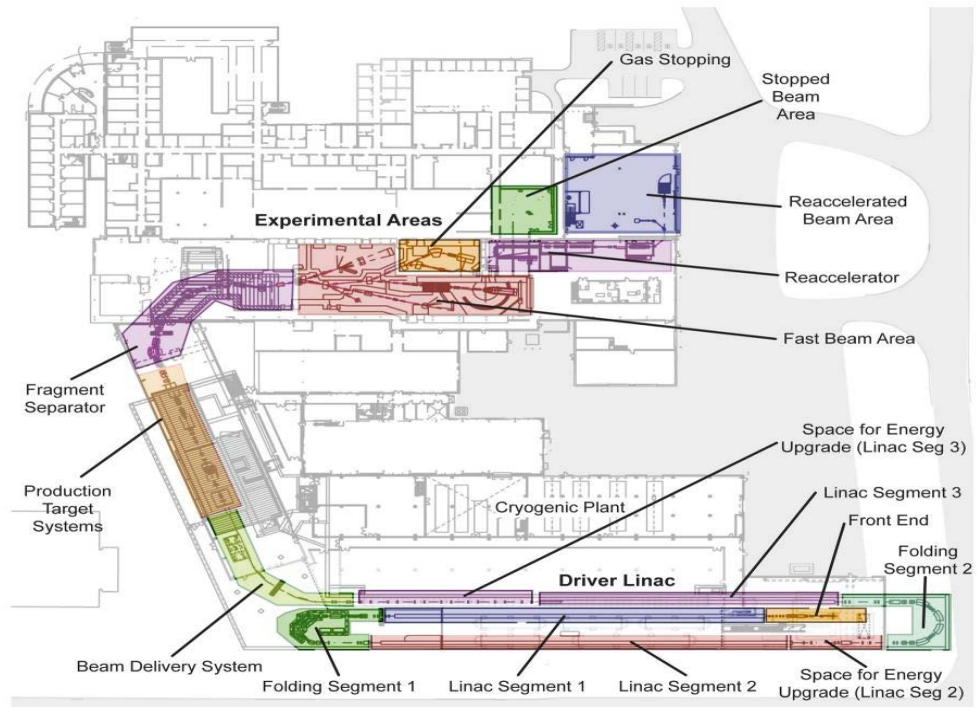 Gas Stopping
Stopped
Beam
Area
Experimental Areas
Reaccelerated
Beam Area
Reaccelerator
Fast Beam Area
Fragment
Separator
Production
Target
Systems
Space for Energy
Upgrade (Linac Seg 3)
Cryogenic Plant
Linac Segment 3
Front End
Folding
Segment 2
Driver Linac
Beam Delivery System
Folding Segment 1
Linac Segment 1
Linac Segment 2
Space for Energy
Upgrade (Linac Seg 2)